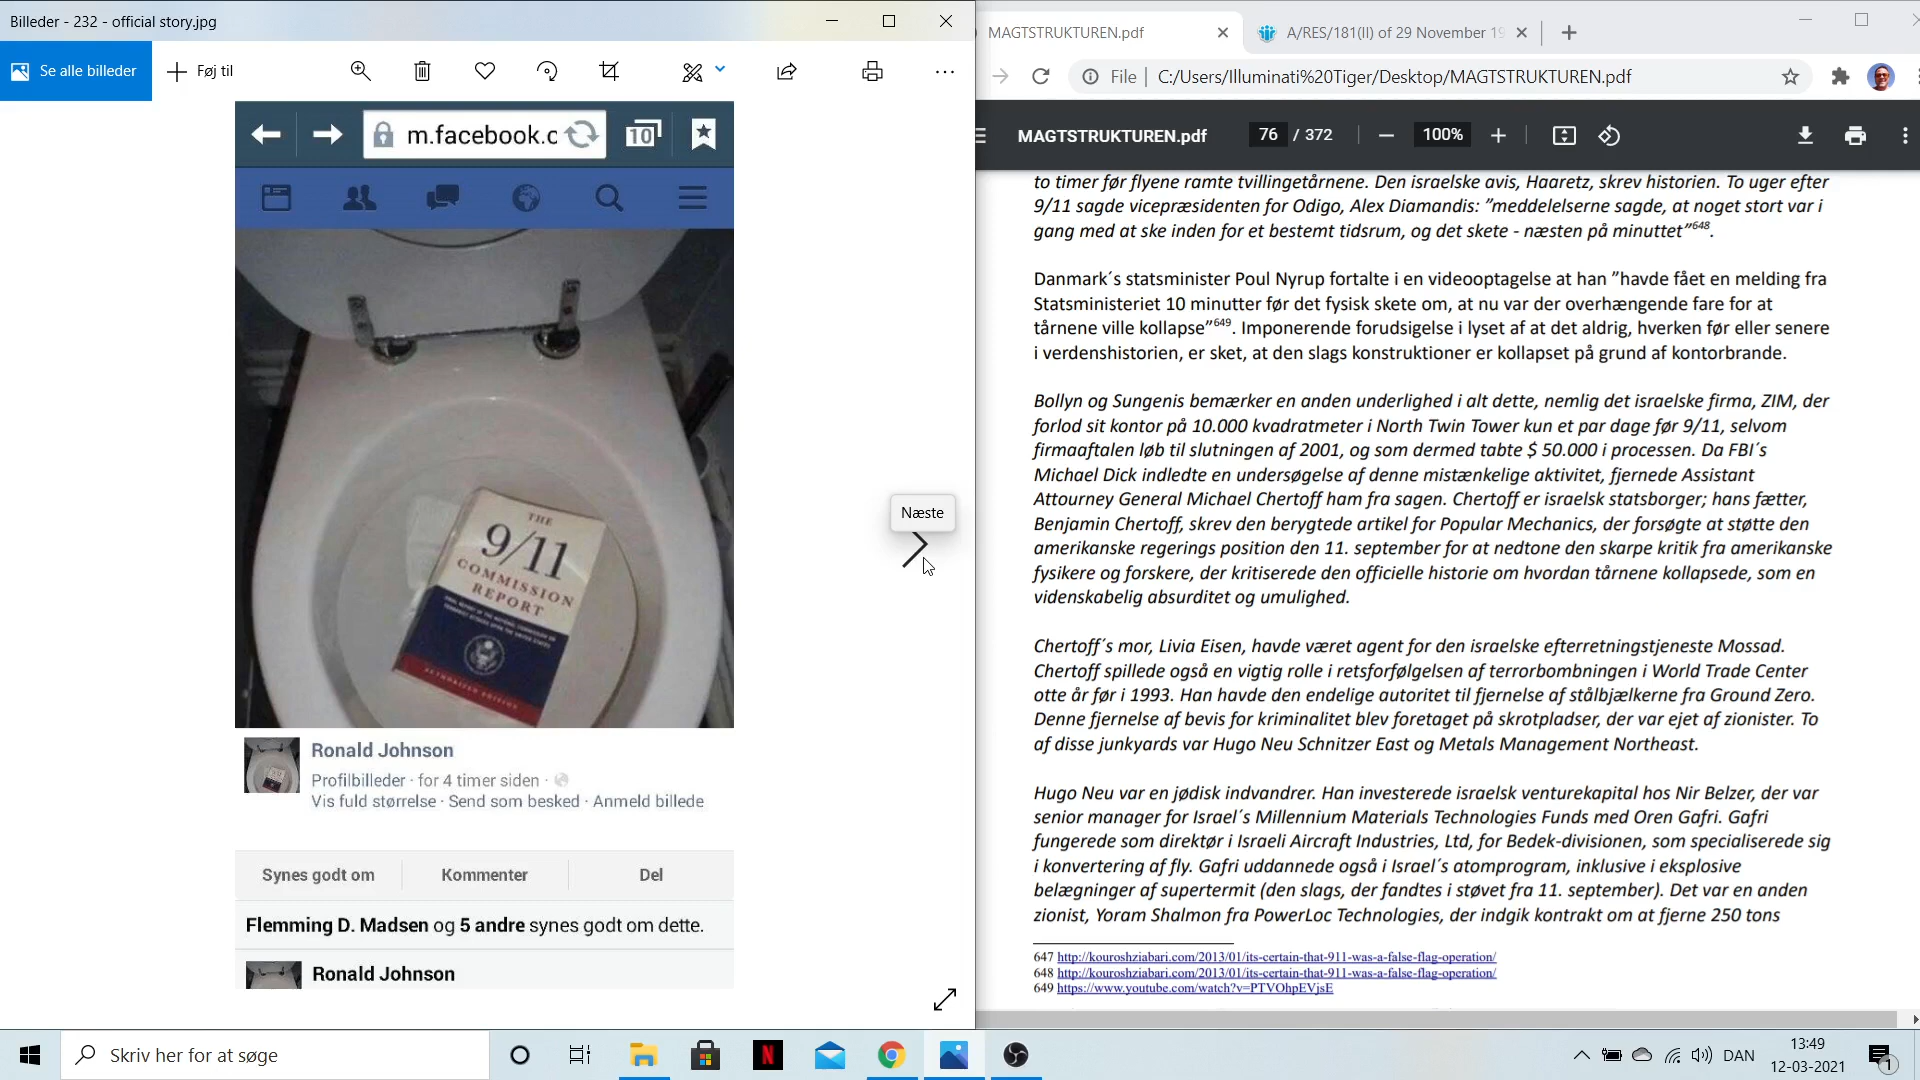 Billeder - 232 - official story.jpg
Se alle billeder
Føj til
m.facebook.c
10
THE
9/11
COMMISSION
REPORT
AUTHORIZED EDITION
Næste
Ronald Johnson
Profilbilleder · for 4 timer siden ·
Vis fuld størrelse · Send som besked · Anmeld billede
Synes godt om
Kommenter
Del
Flemming D. Madsen og 5 andre synes godt om dette.
Ronald Johnson
MAGTSTRUKTUREN.pdf
A/RES/181(II) of 29 November 19
File
C:/Users/Illuminati%20Tiger/Desktop/MAGTSTRUKTUREN.pdf
MAGTSTRUKTUREN.pdf
76 / 372
100%
to timer før flyene ramte tvillingetårnene. Den israelske avis, Haaretz, skrev historien. To uger efter
9/11 sagde vicepræsidenten for Odigo, Alex Diamandis: ”meddelelserne sagde, at noget stort var i
gang med at ske inden for et bestemt tidsrum, og det skete - næsten på minuttet”648.
Danmark´s statsminister Poul Nyrup fortalte i en videooptagelse at han ”havde fået en melding fra
Statsministeriet 10 minutter før det fysisk skete om, at nu var der overhængende fare for at
tårnene ville kollapse”649. Imponerende forudsigelse i lyset af at det aldrig, hverken før eller senere
i verdenshistorien, er sket, at den slags konstruktioner er kollapset på grund af kontorbrande.
Bollyn og Sungenis bemærker en anden underlighed i alt dette, nemlig det israelske firma, ZIM, der
forlod sit kontor på 10.000 kvadratmeter i North Twin Tower kun et par dage før 9/11, selvom
firmaaftalen løb til slutningen af 2001, og som dermed tabte $ 50.000 i processen. Da FBI´s
Michael Dick indledte en undersøgelse af denne mistænkelige aktivitet, fjernede Assistant
Attourney General Michael Chertoff ham fra sagen. Chertoff er israelsk statsborger; hans fætter,
Benjamin Chertoff, skrev den berygtede artikel for Popular Mechanics, der forsøgte at støtte den
amerikanske regerings position den 11. september for at nedtone den skarpe kritik fra amerikanske
fysikere og forskere, der kritiserede den officielle historie om hvordan tårnene kollapsede, som en
videnskabelig absurditet og umulighed.
Chertoff´s mor, Livia Eisen, havde været agent for den israelske efterretningstjeneste Mossad.
Chertoff spillede også en vigtig rolle i retsforfølgelsen af terrorbombningen i World Trade Center
otte år før i 1993. Han havde den endelige autoritet til fjernelse af stålbjælkerne fra Ground Zero.
Denne fjernelse af bevis for kriminalitet blev foretaget på skrotpladser, der var ejet af zionister. To
af disse junkyards var Hugo Neu Schnitzer East og Metals Management Northeast.
Hugo Neu var en jødisk indvandrer. Han investerede israelsk venturekapital hos Nir Belzer, der var
senior manager for Israel´s Millennium Materials Technologies Funds med Oren Gafri. Gafri
fungerede som direktør i Israeli Aircraft Industries, Ltd, for Bedek-divisionen, som specialiserede sig
i konvertering af fly. Gafri uddannede også i Israel´s atomprogram, inklusive i eksplosive
belægninger af supertermit (den slags, der fandtes i støvet fra 11. september). Det var en anden
zionist, Yoram Shalmon fra PowerLoc Technologies, der indgik kontrakt om at fjerne 250 tons
647 http://kouroshziabari.com/2013/01/its-certain-that-911-was-a-false-flag-operation/
648 http://kouroshziabari.com/2013/01/its-certain-that-911-was-a-false-flag-operation/
649 https://www.youtube.com/watch?v=PTVOhpEVjsE
Skriv her for at søge
DAN
13:49
12-03-2021
1